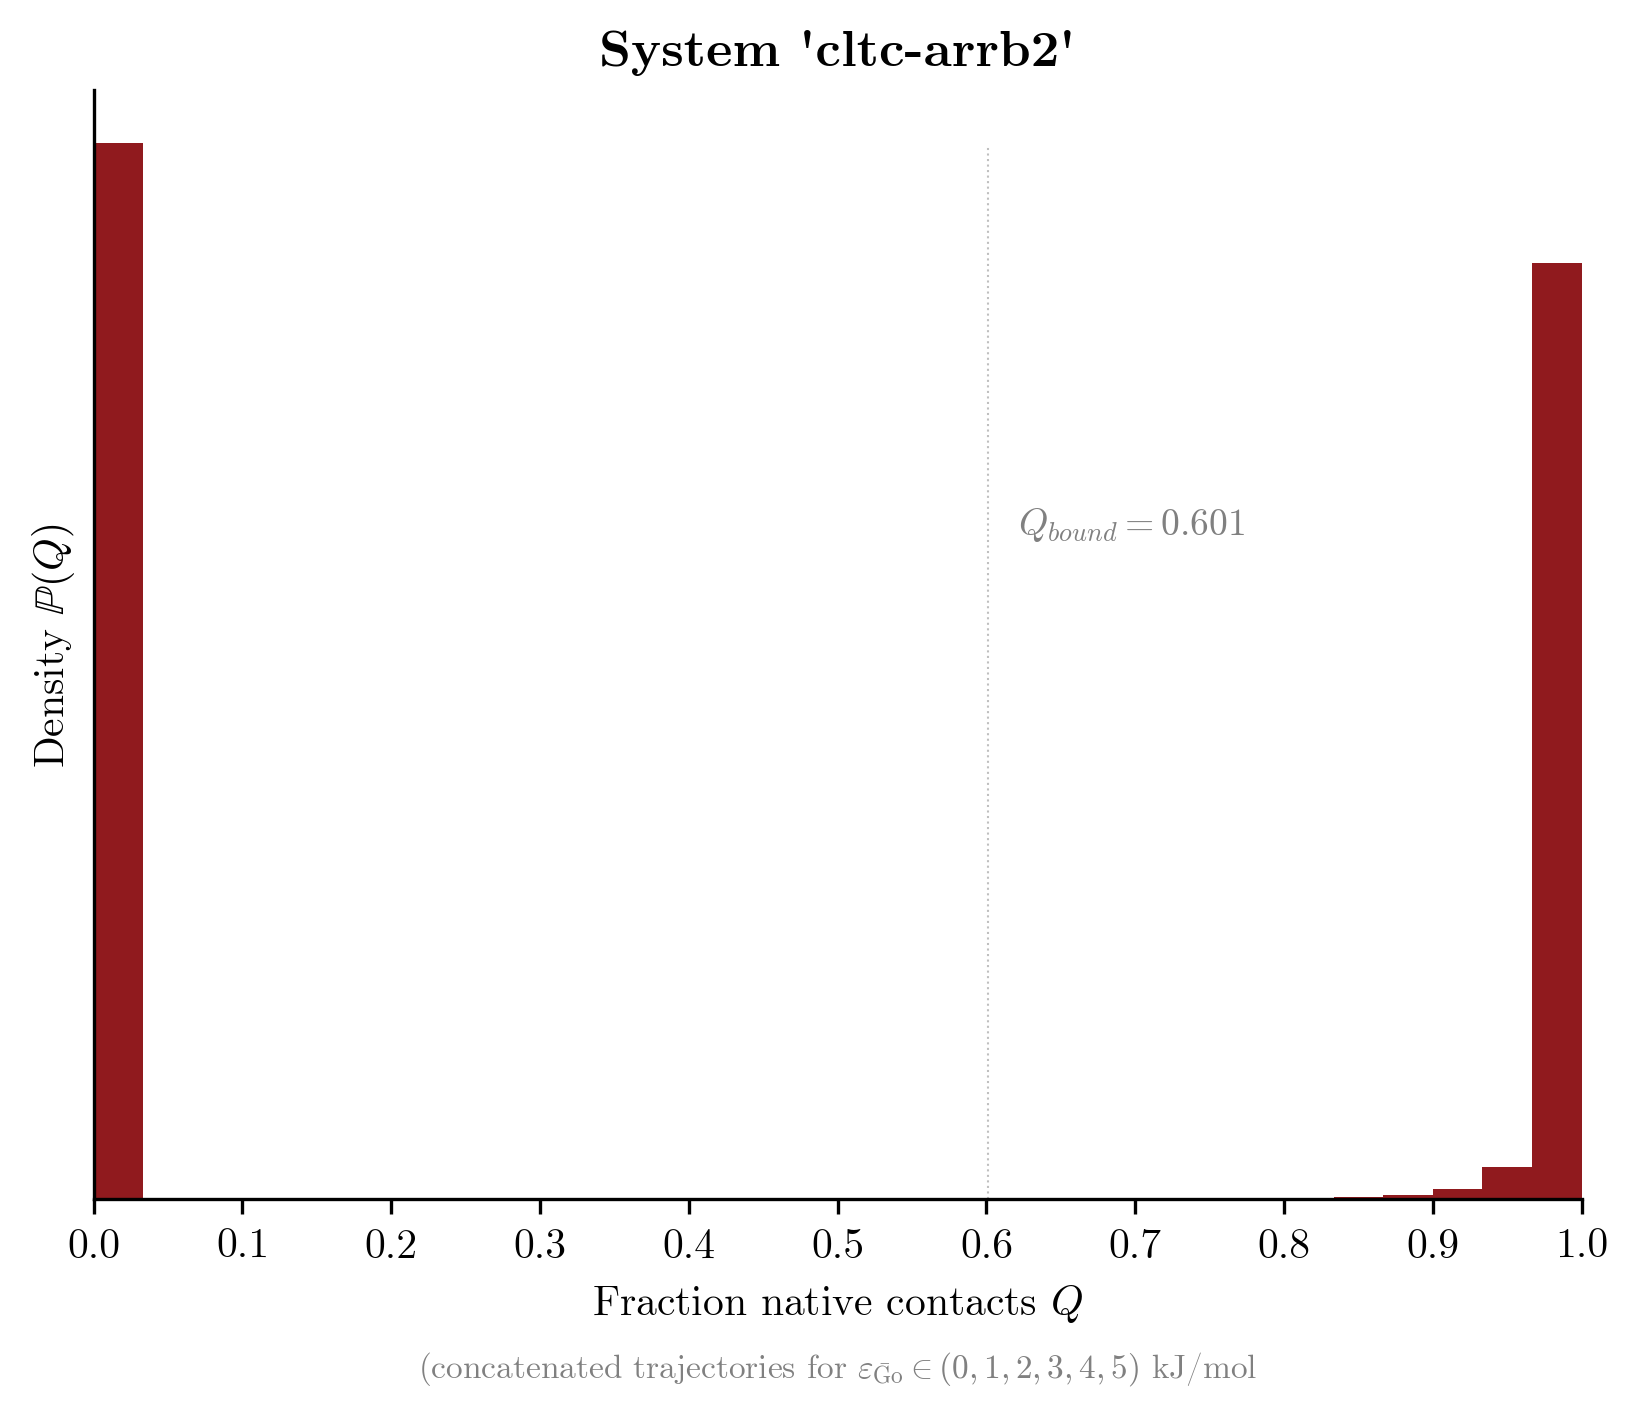 System 'cltc-arrb2'
Density ℙ(Q)
Q_bound = 0.601
0.0 0.1 0.2 0.3 0.4 0.5 0.6 0.7 0.8 0.9 1.0
Fraction native contacts Q
(concatenated trajectories for ε_Ḡo ∈ (0, 1, 2, 3, 4, 5) kJ/mol